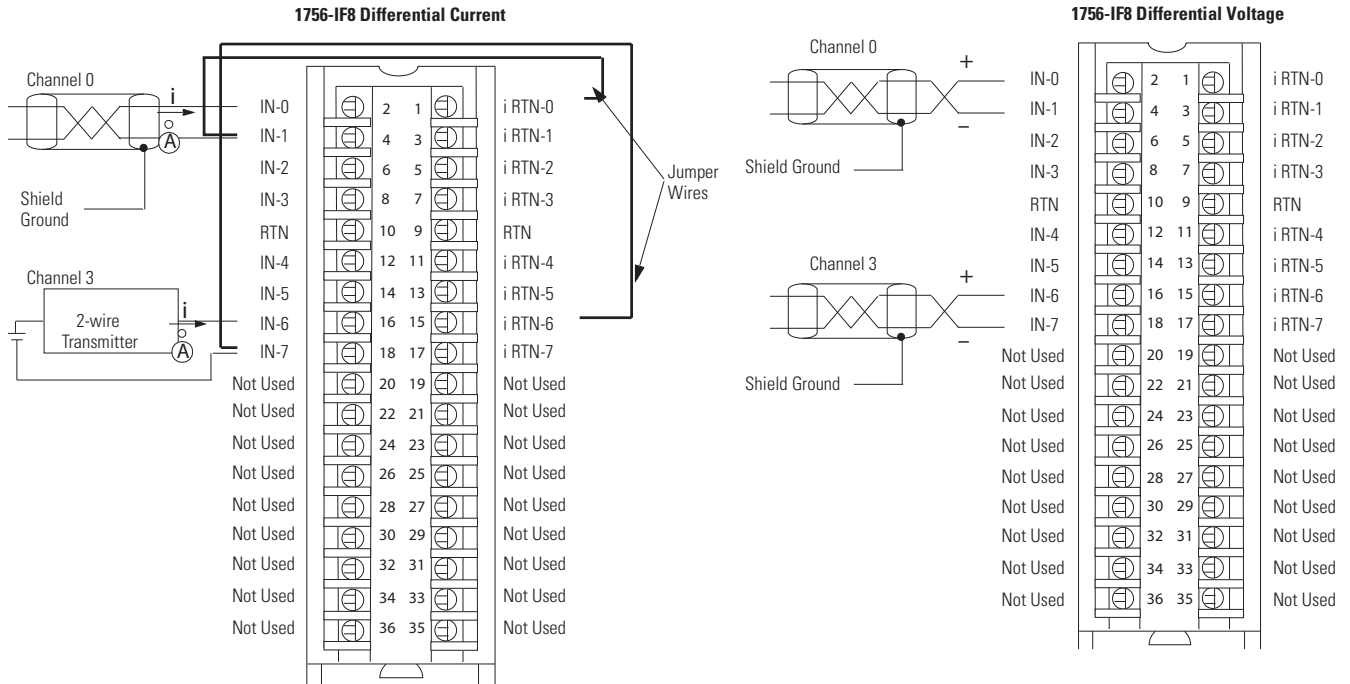 1756-IF8 Differential Current
Channel 0
i
A
Shield
Ground
Channel 3
2-wire
Transmitter
i
A
Jumper
Wires
IN-0 2 1 i RTN-0
IN-1 4 3 i RTN-1
IN-2 6 5 i RTN-2
IN-3 8 7 i RTN-3
RTN 10 9 RTN
IN-4 12 11 i RTN-4
IN-5 14 13 i RTN-5
IN-6 16 15 i RTN-6
IN-7 18 17 i RTN-7
Not Used 20 19 Not Used
Not Used 22 21 Not Used
Not Used 24 23 Not Used
Not Used 26 25 Not Used
Not Used 28 27 Not Used
Not Used 30 29 Not Used
Not Used 32 31 Not Used
Not Used 34 33 Not Used
Not Used 36 35 Not Used
1756-IF8 Differential Voltage
Channel 0
+
−
Shield Ground
Channel 3
+
−
Shield Ground
IN-0 2 1 i RTN-0
IN-1 4 3 i RTN-1
IN-2 6 5 i RTN-2
IN-3 8 7 i RTN-3
RTN 10 9 RTN
IN-4 12 11 i RTN-4
IN-5 14 13 i RTN-5
IN-6 16 15 i RTN-6
IN-7 18 17 i RTN-7
Not Used 20 19 Not Used
Not Used 22 21 Not Used
Not Used 24 23 Not Used
Not Used 26 25 Not Used
Not Used 28 27 Not Used
Not Used 30 29 Not Used
Not Used 32 31 Not Used
Not Used 34 33 Not Used
Not Used 36 35 Not Used